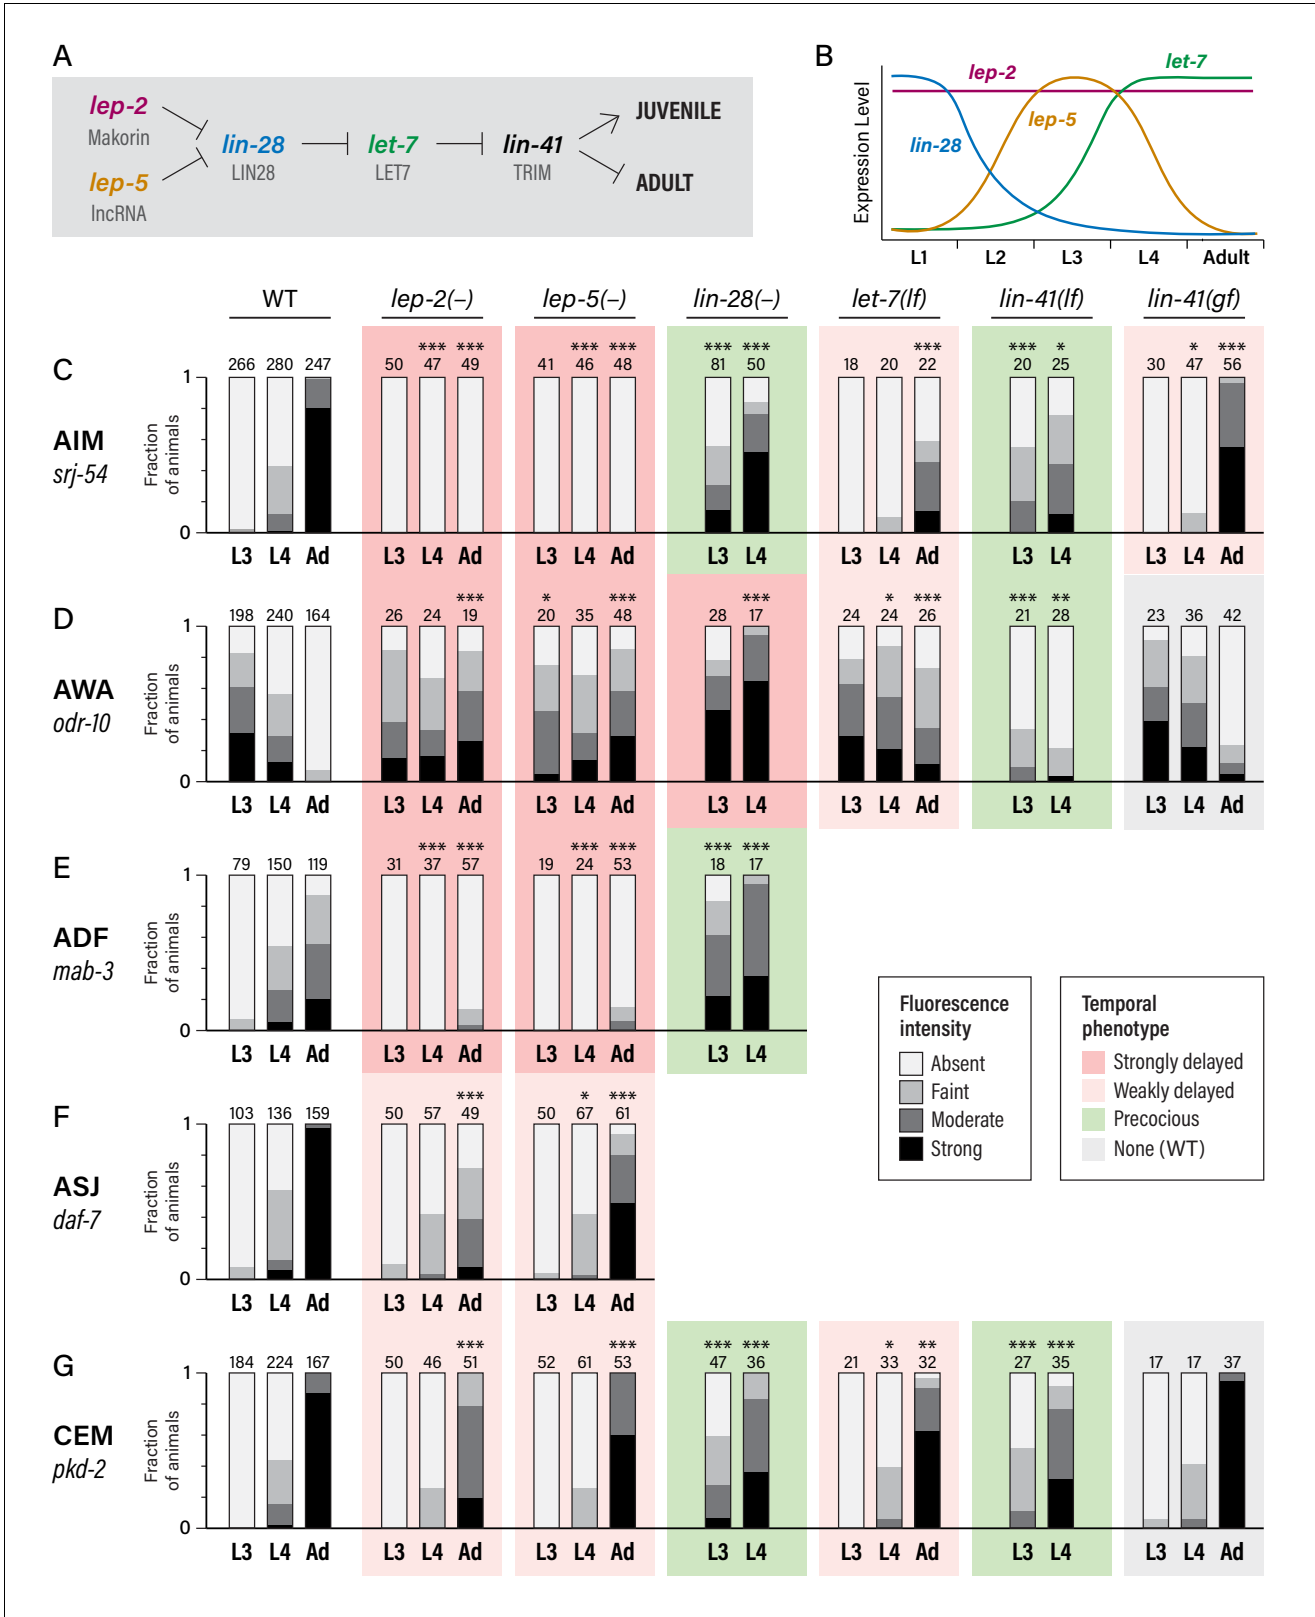 A
lep-2
Makorin
lep-5
lncRNA
lin-28
LIN28
let-7
LET7
lin-41
TRIM
JUVENILE
ADULT
B
Expression Level
lin-28
lep-2
lep-5
let-7
L1 L2 L3 L4 Adult
WT lep-2(–) lep-5(–) lin-28(–) let-7(lf) lin-41(lf) lin-41(gf)
C
AIM
srj-54
Fraction of animals
1
0
*** *** *** *** *** *** *** *** * * ***
266 280 247 50 47 49 41 46 48 81 50 18 20 22 20 25 30 47 56
L3 L4 Ad L3 L4 Ad L3 L4 Ad L3 L4 L3 L4 Ad L3 L4 L3 L4 Ad
D
AWA
odr-10
Fraction of animals
1
0
*** * *** *** * *** *** **
198 240 164 26 24 19 20 35 48 28 17 24 24 26 21 28 23 36 42
L3 L4 Ad L3 L4 Ad L3 L4 Ad L3 L4 L3 L4 Ad L3 L4 L3 L4 Ad
E
ADF
mab-3
Fraction of animals
1
0
*** *** *** *** *** ***
79 150 119 31 37 57 19 24 53 18 17
L3 L4 Ad L3 L4 Ad L3 L4 Ad L3 L4
Fluorescence intensity
Absent
Faint
Moderate
Strong
Temporal phenotype
Strongly delayed
Weakly delayed
Precocious
None (WT)
F
ASJ
daf-7
Fraction of animals
1
0
*** * ***
103 136 159 50 57 49 50 67 61
L3 L4 Ad L3 L4 Ad L3 L4 Ad
G
CEM
pkd-2
Fraction of animals
1
0
*** *** *** *** * ** *** ***
184 224 167 50 46 51 52 61 53 47 36 21 33 32 27 35 17 17 37
L3 L4 Ad L3 L4 Ad L3 L4 Ad L3 L4 L3 L4 Ad L3 L4 L3 L4 Ad